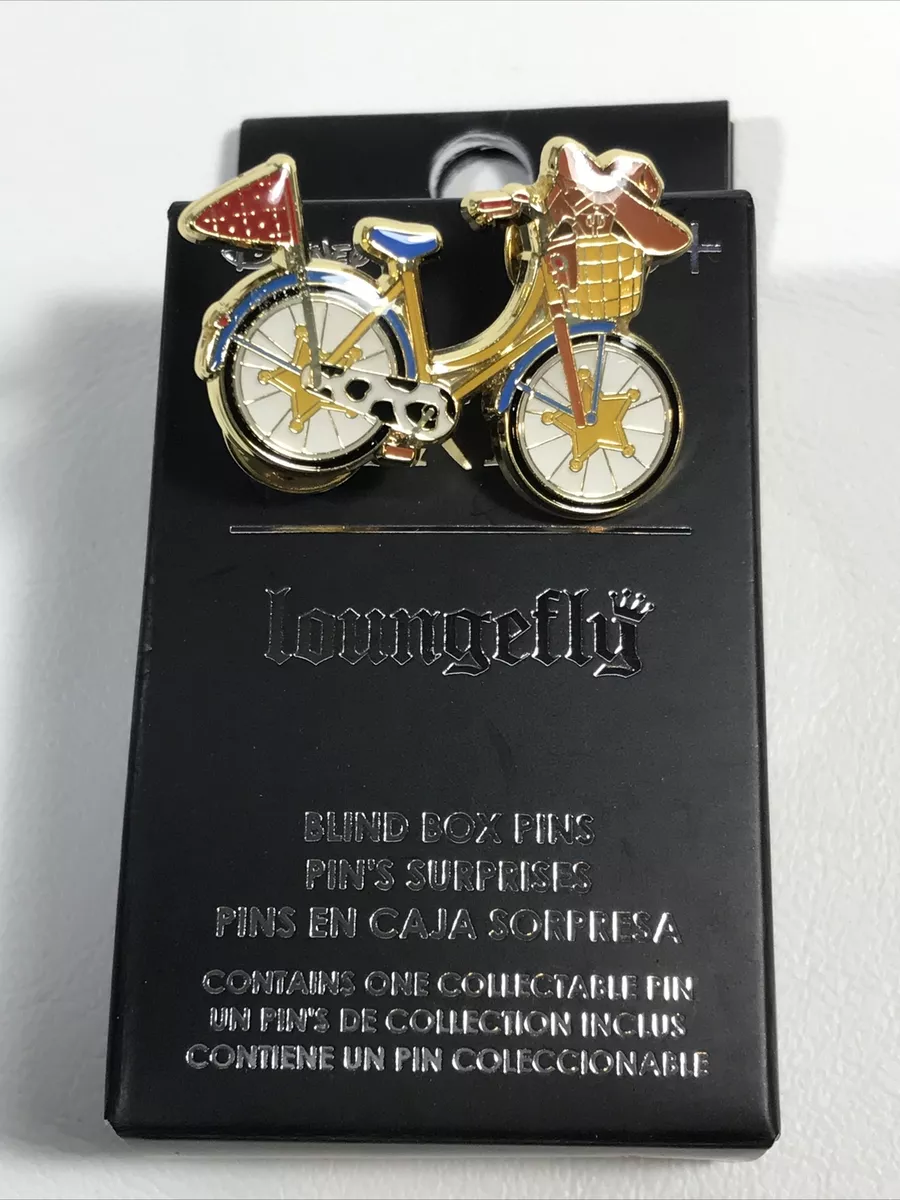 loungefly
BLIND BOX PINS
PIN'S SURPRISES
PINS EN CAJA SORPRESA
CONTAINS ONE COLLECTABLE PIN
UN PIN'S DE COLLECTION INCLUS
CONTIENE UN PIN COLECCIONABLE